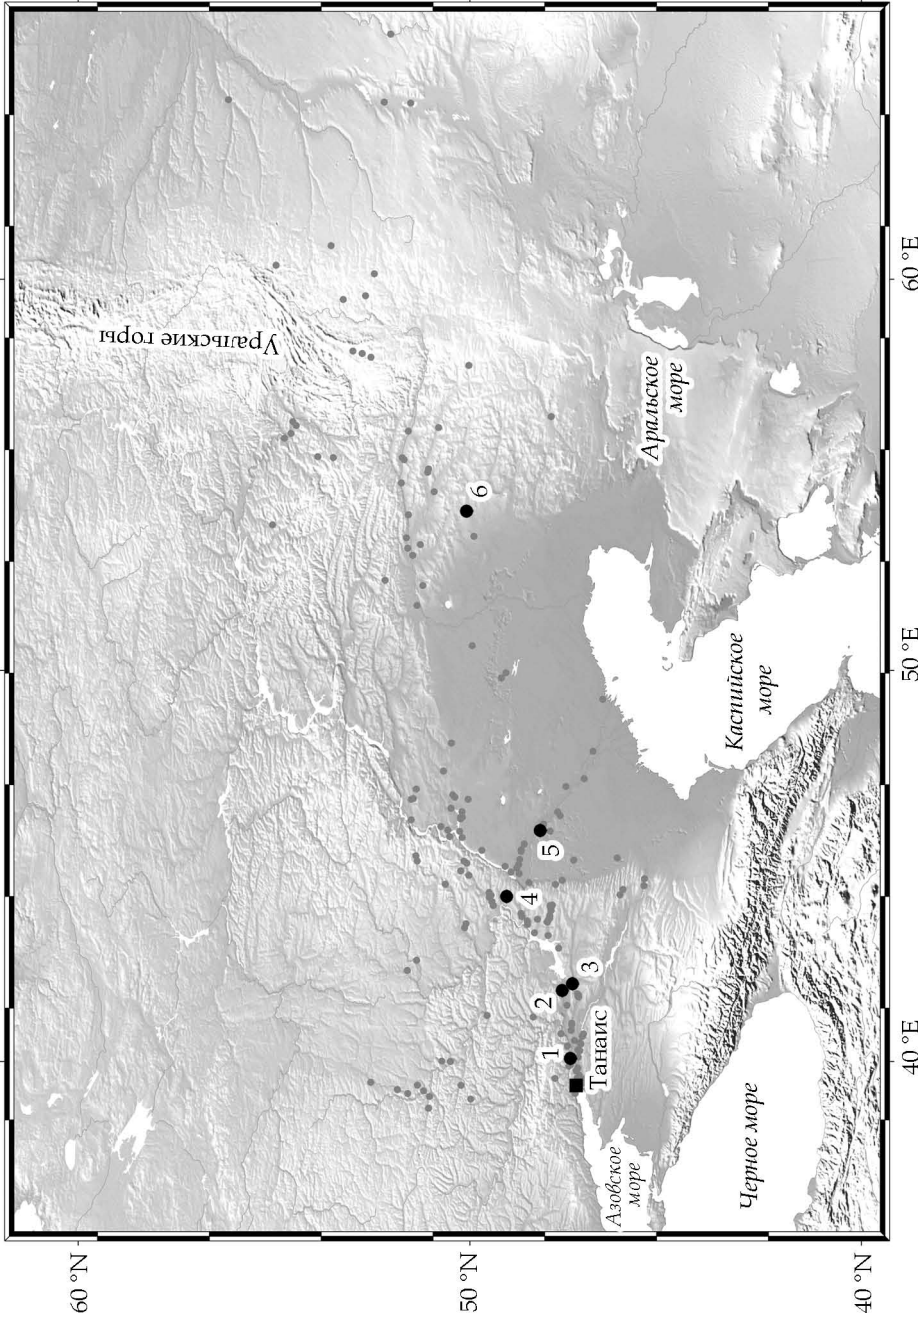 Уральские горы
60 °N
50 °N
40 °N
6
Аральское
море
5
4
3
2
1
Танаис
Каспийское
море
Азовское
море
Черное море
40 °E
50 °E
60 °E